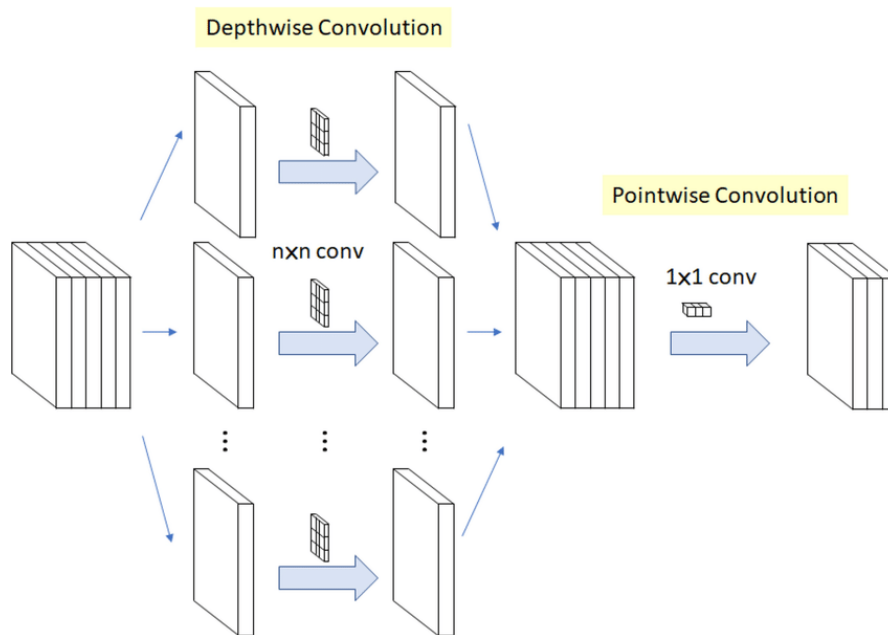 Depthwise Convolution
Pointwise Convolution
nxn conv
1x1 conv